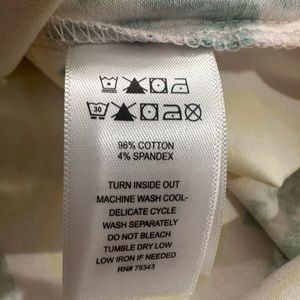 30
96% COTTON
4% SPANDEX
TURN INSIDE OUT
MACHINE WASH COOL-
DELICATE CYCLE
WASH SEPARATELY
DO NOT BLEACH
TUMBLE DRY LOW
LOW IRON IF NEEDED
RN# 75343